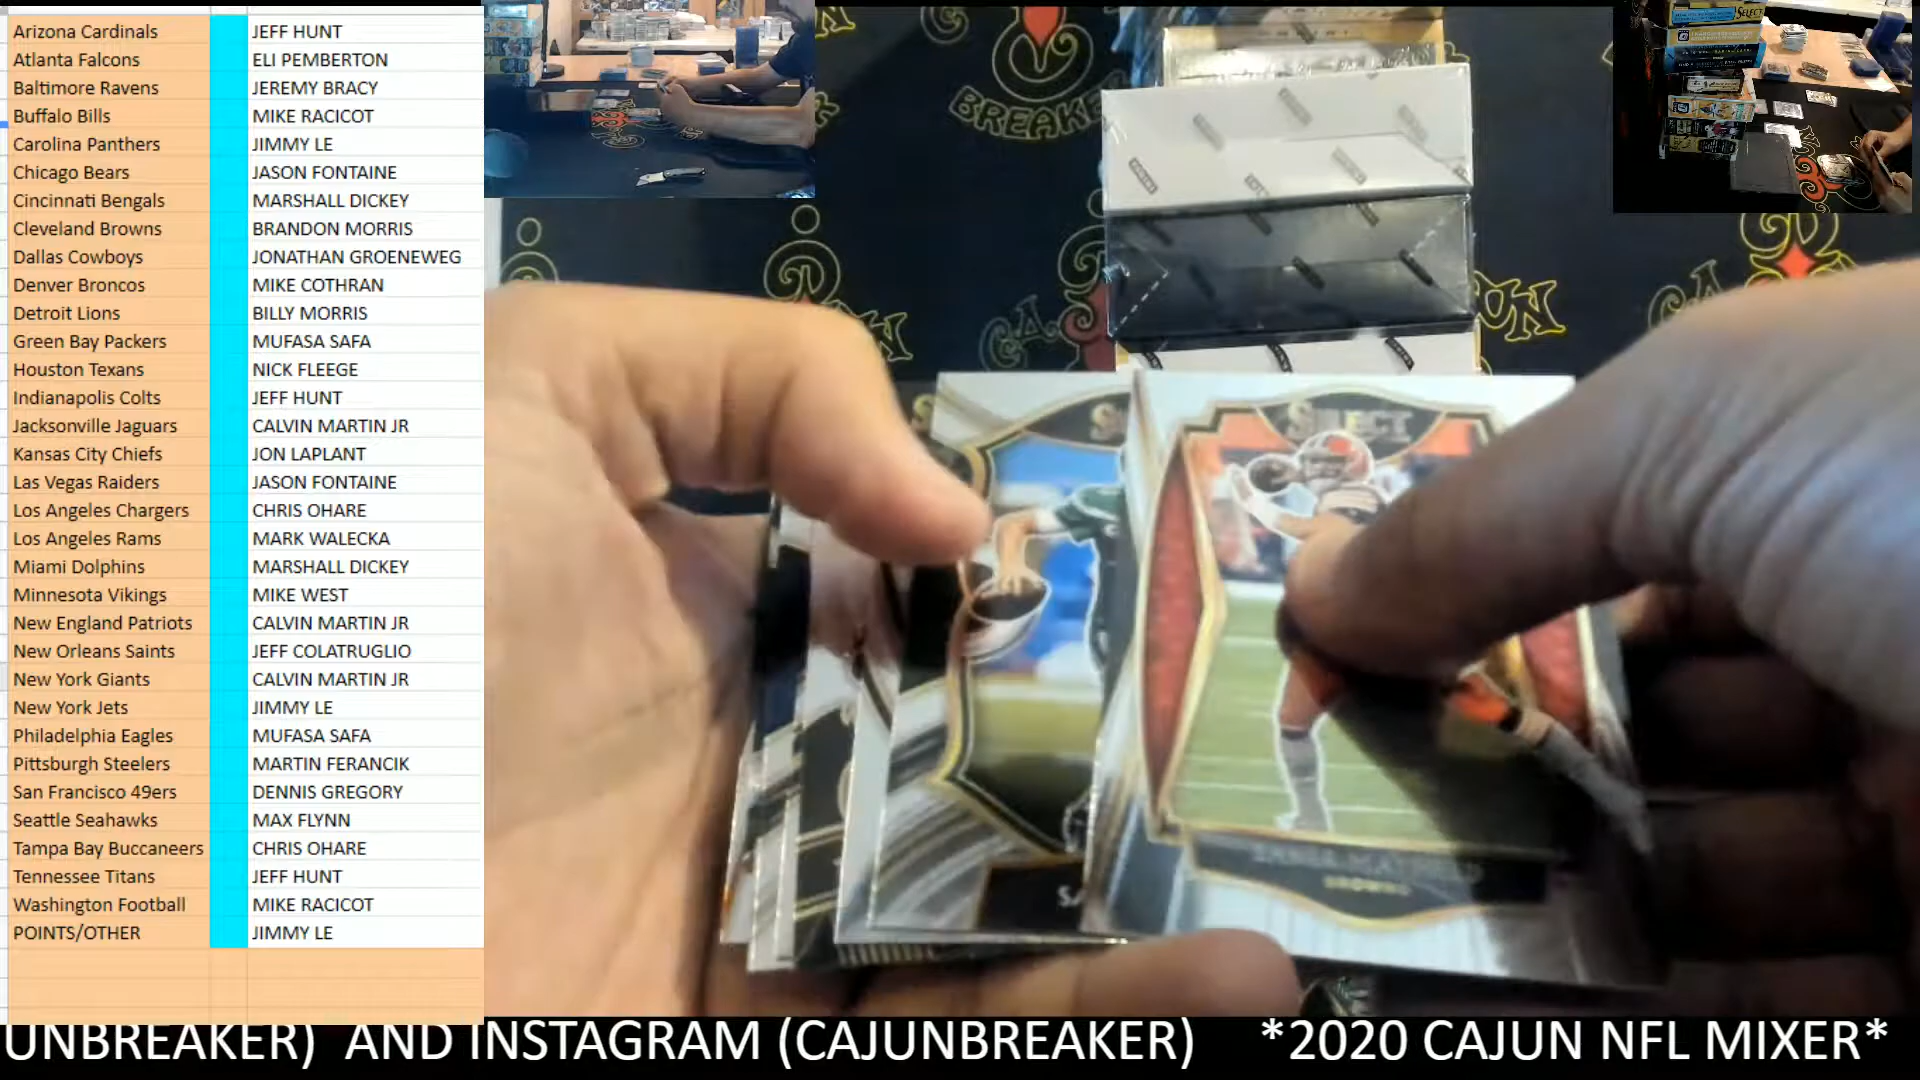 Arizona Cardinals JEFF HUNT
Atlanta Falcons ELI PEMBERTON
Baltimore Ravens JEREMY BRACY
Buffalo Bills MIKE RACICOT
Carolina Panthers JIMMY LE
Chicago Bears JASON FONTAINE
Cincinnati Bengals MARSHALL DICKEY
Cleveland Browns BRANDON MORRIS
Dallas Cowboys JONATHAN GROENEWEG
Denver Broncos MIKE COTHRAN
Detroit Lions BILLY MORRIS
Green Bay Packers MUFASA SAFA
Houston Texans NICK FLEEGE
Indianapolis Colts JEFF HUNT
Jacksonville Jaguars CALVIN MARTIN JR
Kansas City Chiefs JON LAPLANT
Las Vegas Raiders JASON FONTAINE
Los Angeles Chargers CHRIS OHARE
Los Angeles Rams MARK WALECKA
Miami Dolphins MARSHALL DICKEY
Minnesota Vikings MIKE WEST
New England Patriots CALVIN MARTIN JR
New Orleans Saints JEFF COLATRUGLIO
New York Giants CALVIN MARTIN JR
New York Jets JIMMY LE
Philadelphia Eagles MUFASA SAFA
Pittsburgh Steelers MARTIN FERANCIK
San Francisco 49ers DENNIS GREGORY
Seattle Seahawks MAX FLYNN
Tampa Bay Buccaneers CHRIS OHARE
Tennessee Titans JEFF HUNT
Washington Football MIKE RACICOT
POINTS/OTHER JIMMY LE
BREAKE
SELECT
SELECT
BROWNS
UNBREAKER) AND INSTAGRAM (CAJUNBREAKER) *2020 CAJUN NFL MIXER*